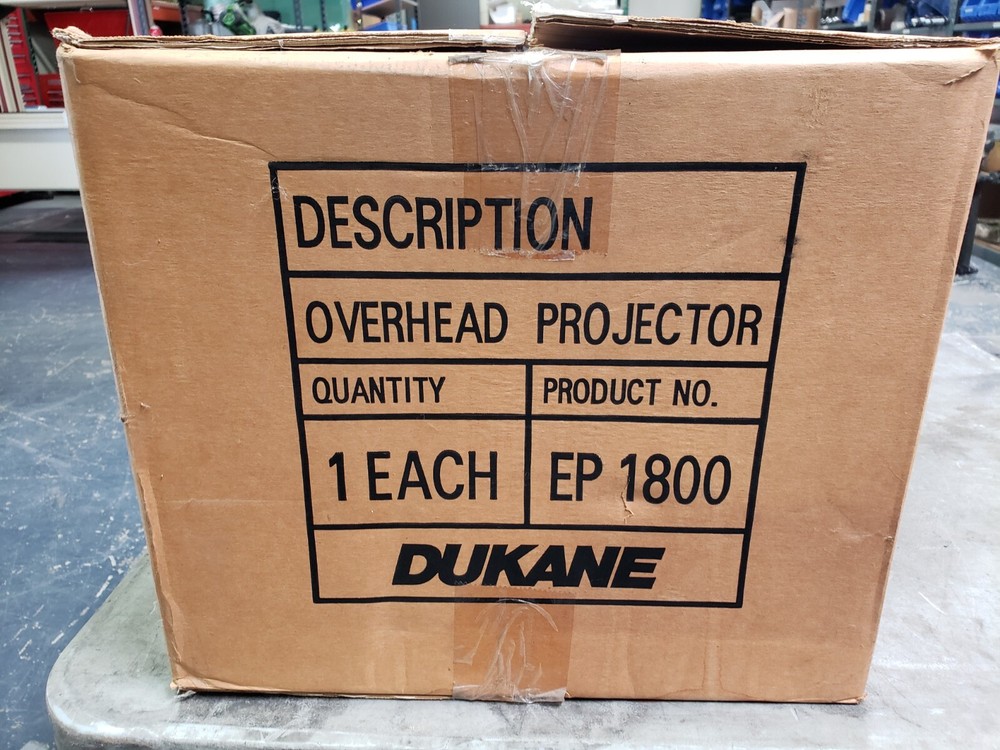 DESCRIPTION
OVERHEAD PROJECTOR
QUANTITY PRODUCT NO.
1 EACH EP 1800
DUKANE